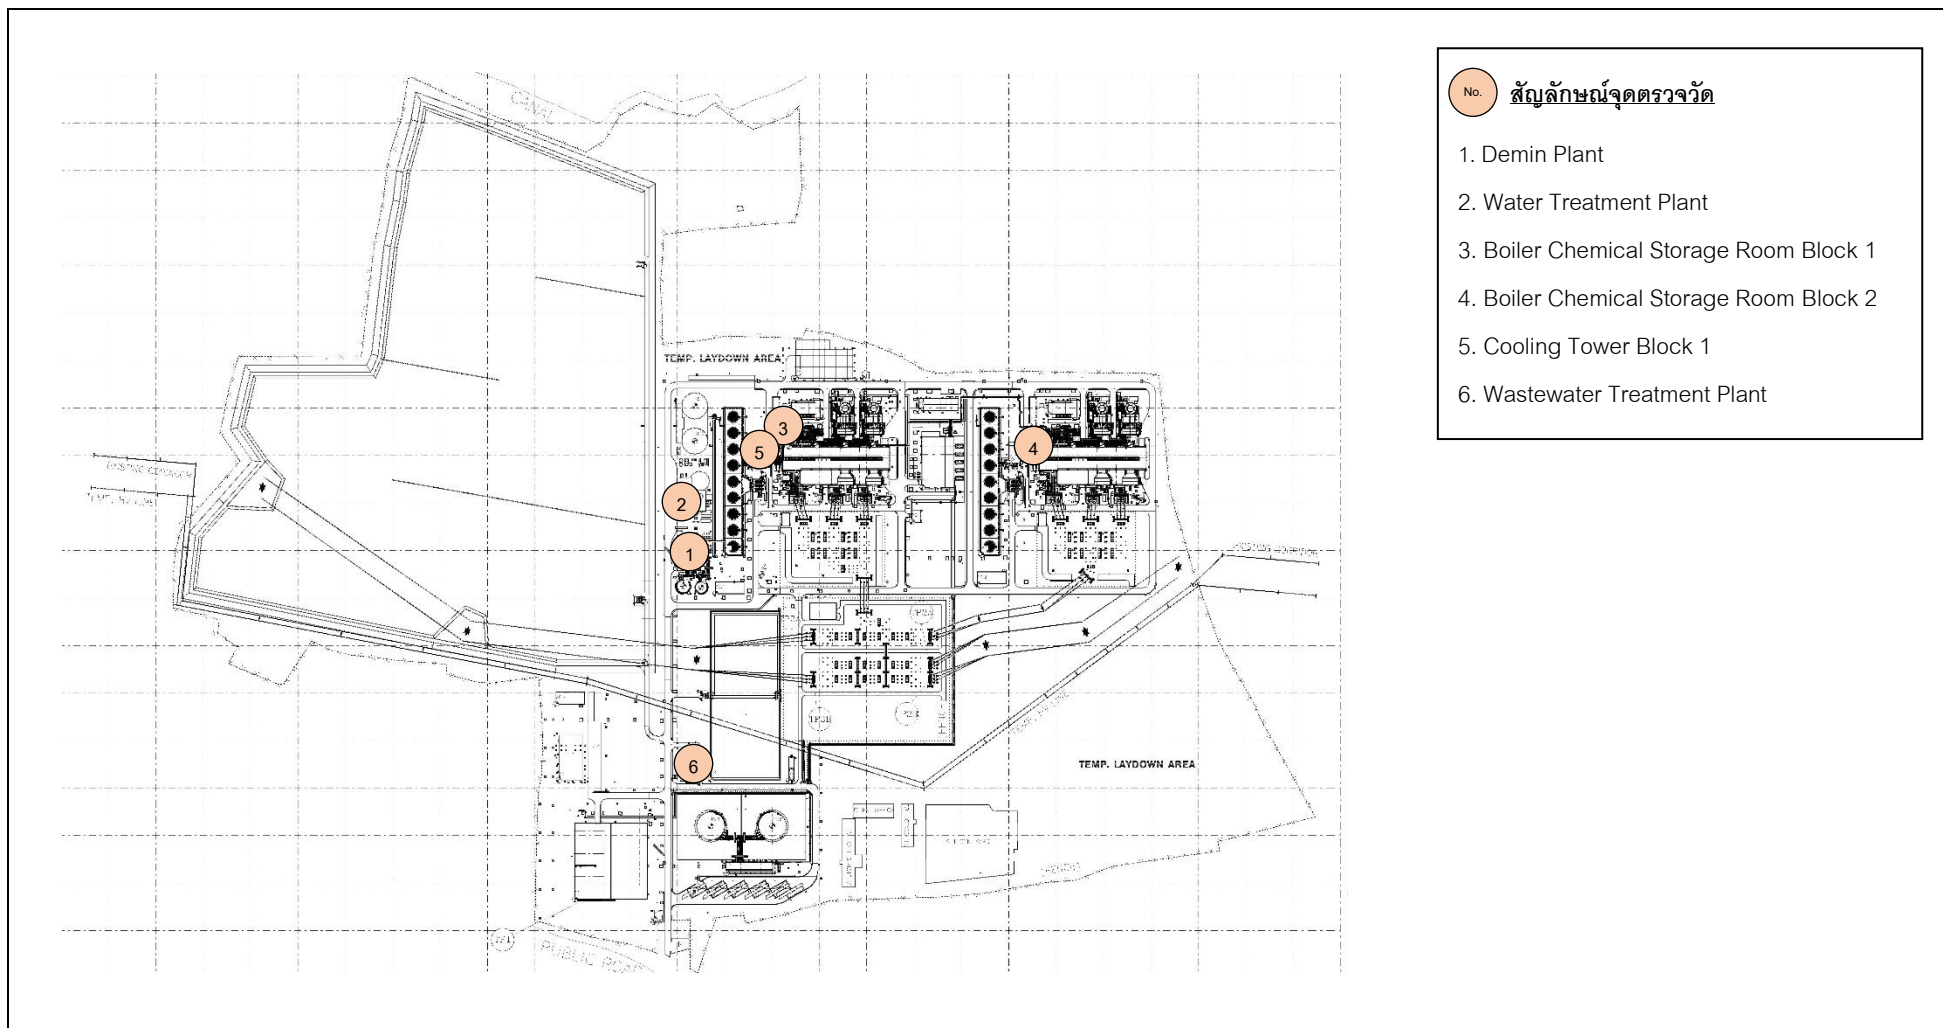 No. สัญลักษณ์จุดตรวจวัด
1. Demin Plant
2. Water Treatment Plant
3. Boiler Chemical Storage Room Block 1
4. Boiler Chemical Storage Room Block 2
5. Cooling Tower Block 1
6. Wastewater Treatment Plant
CANAL
TEMP. LAYDOWN AREA
3
5
4
2
1
6
TEMP. LAYDOWN AREA
PUBLIC ROAD